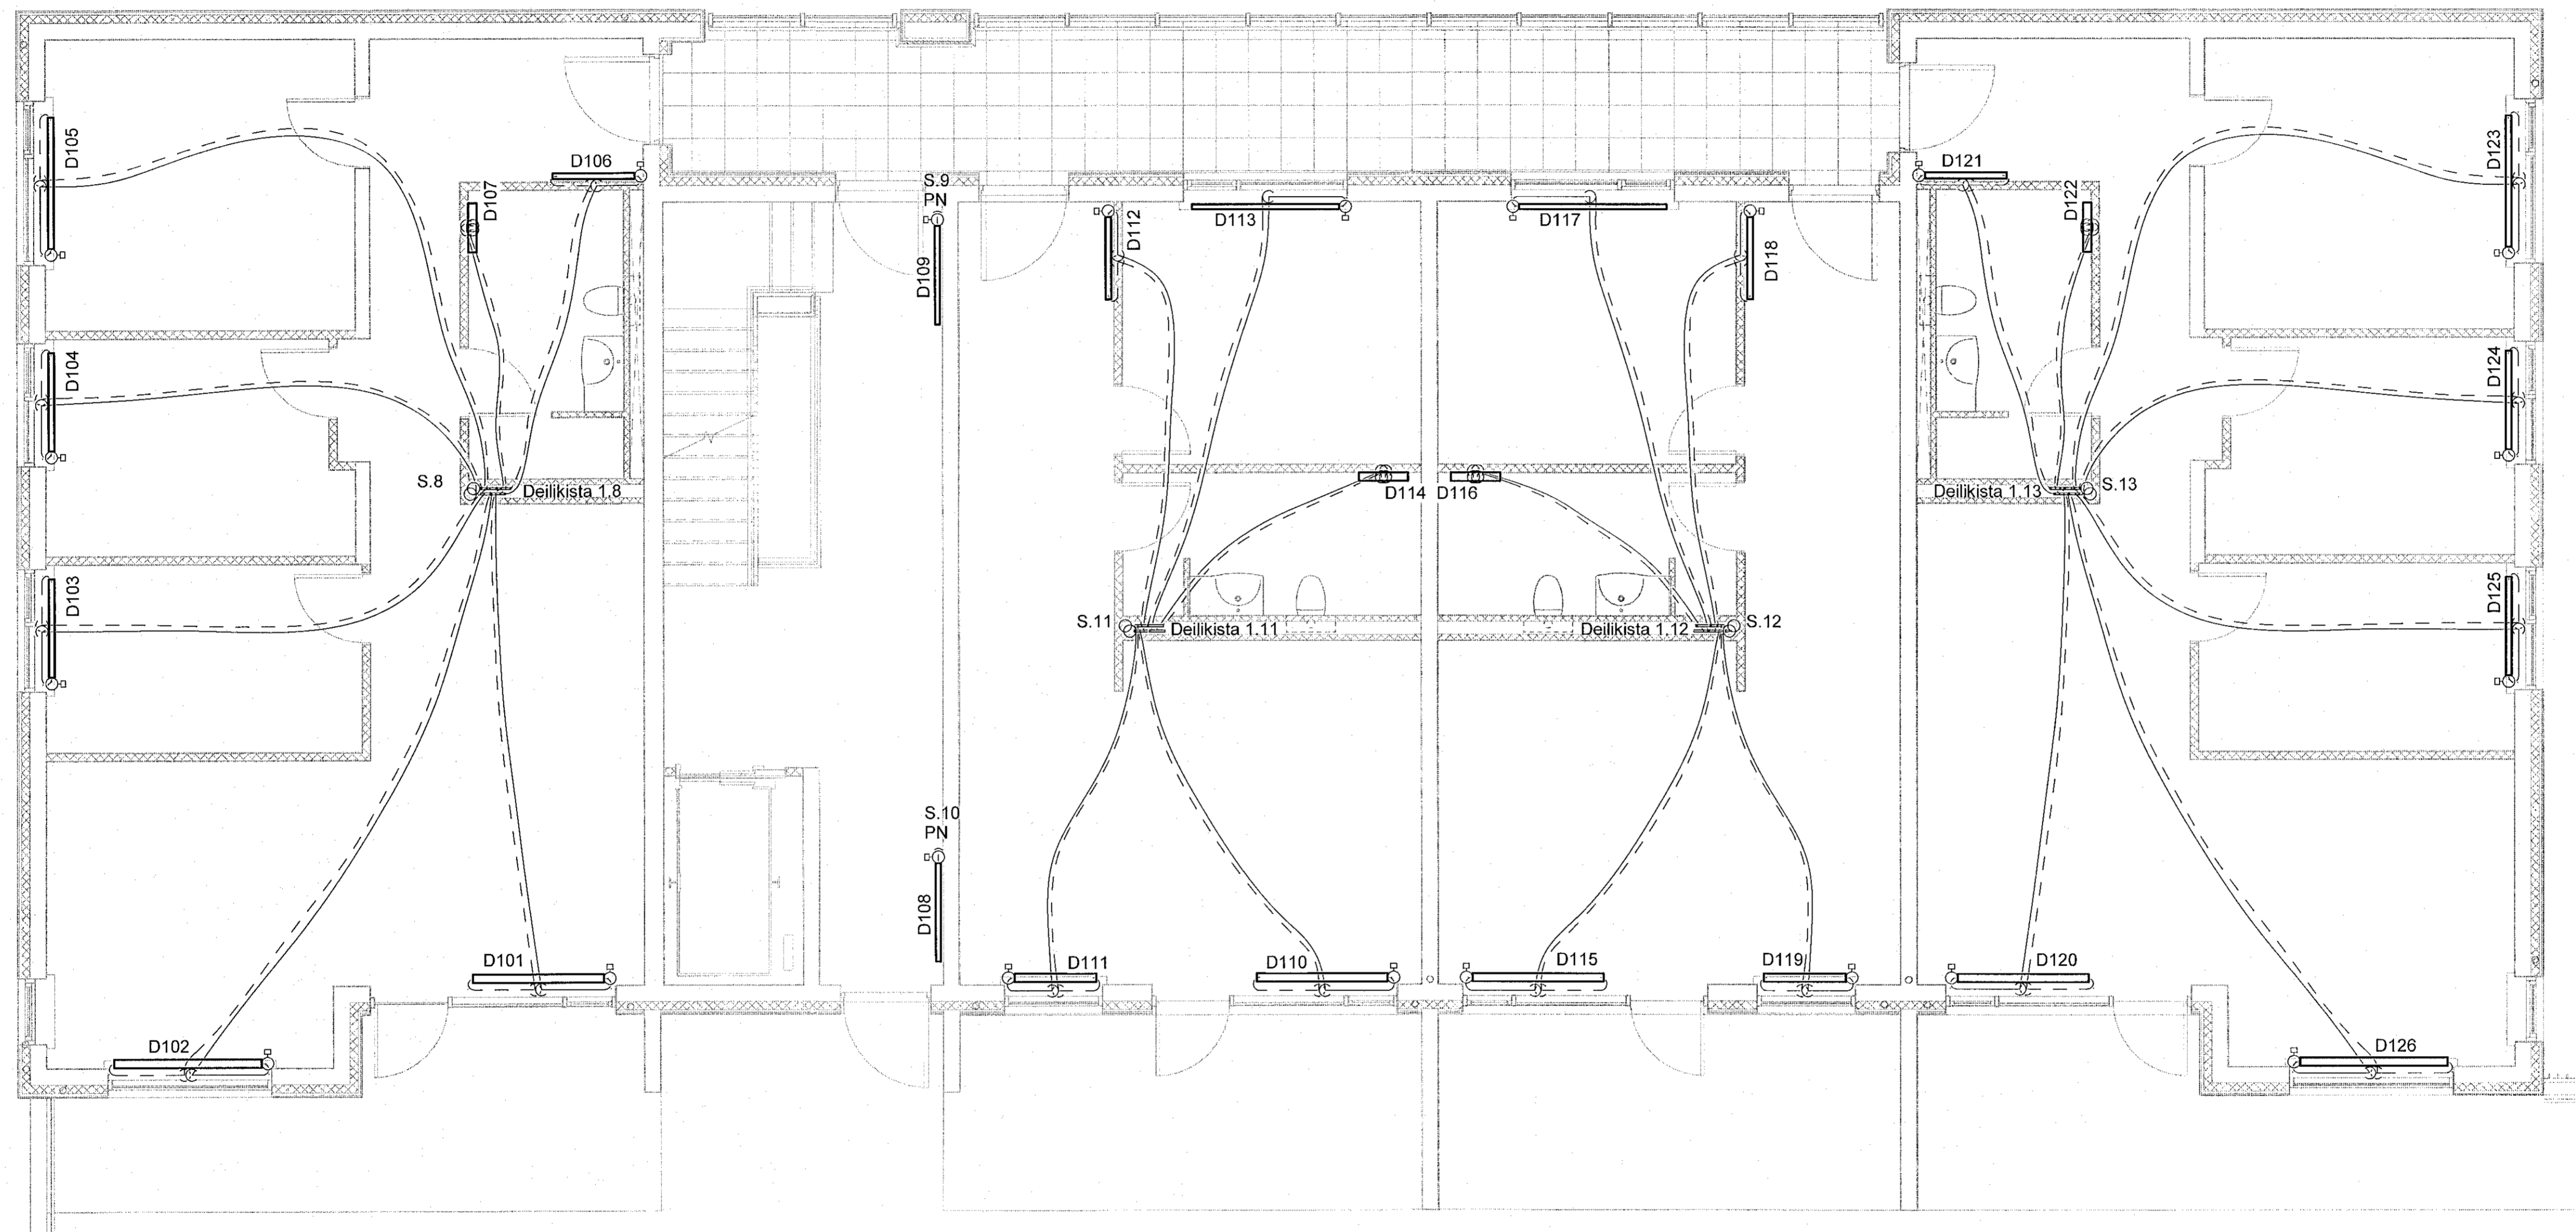 D105
D106
D107
S.9
PN
D109
D112
D113
D117
D118
D121
D122
D123
D104
D124
S.8
Deilikista 1.8
D114
D116
Deilikista 1.13
S.13
D103
D125
S.11
Deilikista 1.11
Deilikista 1.12
S.12
S.10
PN
D108
D101
D111
D110
D115
D119
D120
D102
D126